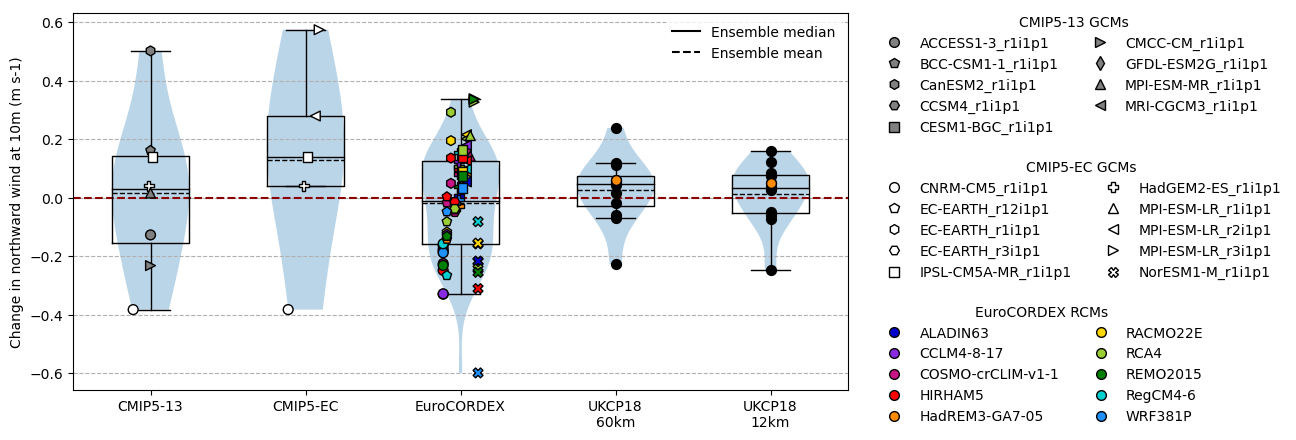 Change in northward wind at 10m (m s-1)
0.6
0.4
0.2
0.0
−0.2
−0.4
−0.6
CMIP5-13
CMIP5-EC
EuroCORDEX
UKCP18
60km
UKCP18
12km
Ensemble median
Ensemble mean
CMIP5-13 GCMs
ACCESS1-3_r1i1p1
BCC-CSM1-1_r1i1p1
CanESM2_r1i1p1
CCSM4_r1i1p1
CESM1-BGC_r1i1p1
CMCC-CM_r1i1p1
GFDL-ESM2G_r1i1p1
MPI-ESM-MR_r1i1p1
MRI-CGCM3_r1i1p1
CMIP5-EC GCMs
CNRM-CM5_r1i1p1
EC-EARTH_r12i1p1
EC-EARTH_r1i1p1
EC-EARTH_r3i1p1
IPSL-CM5A-MR_r1i1p1
HadGEM2-ES_r1i1p1
MPI-ESM-LR_r1i1p1
MPI-ESM-LR_r2i1p1
MPI-ESM-LR_r3i1p1
NorESM1-M_r1i1p1
EuroCORDEX RCMs
ALADIN63
CCLM4-8-17
COSMO-crCLIM-v1-1
HIRHAM5
HadREM3-GA7-05
RACMO22E
RCA4
REMO2015
RegCM4-6
WRF381P